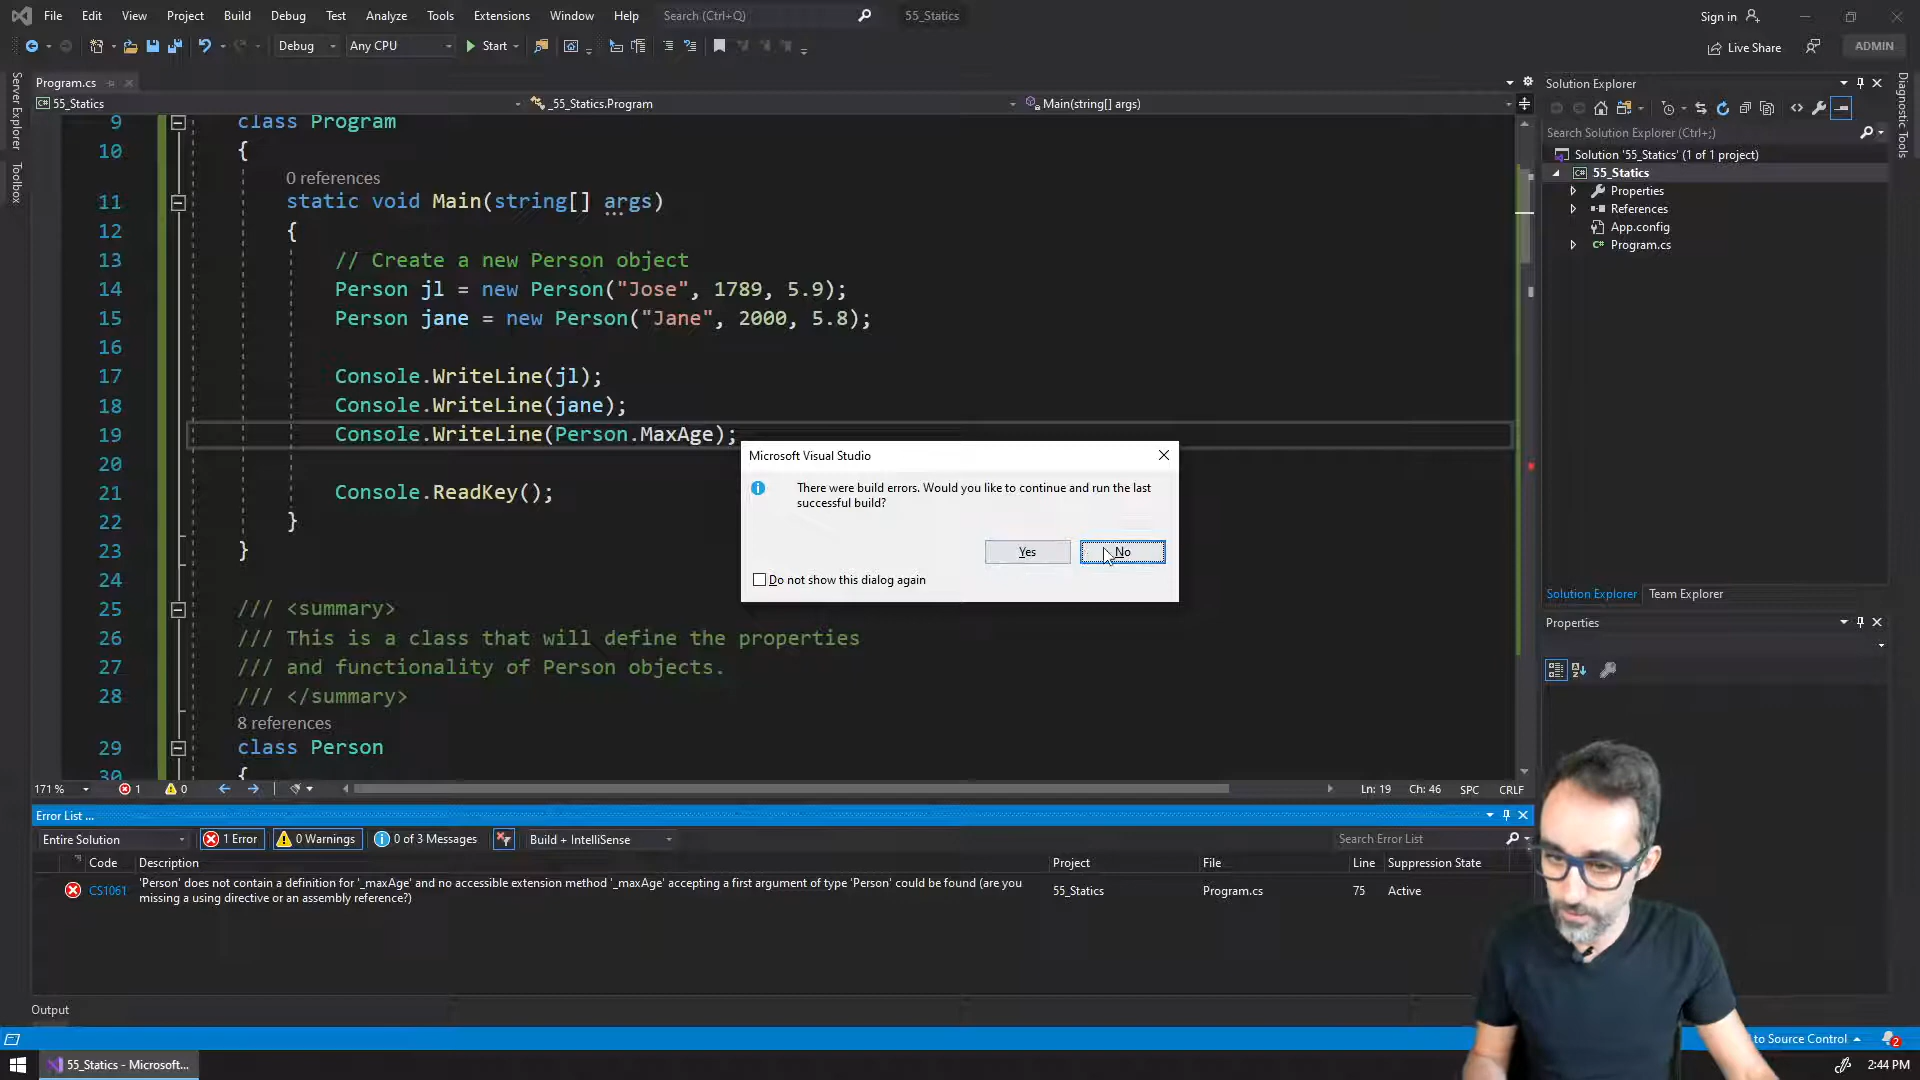 File Edit View Project Build Debug Test Analyze Tools Extensions Window Help Search (Ctrl+Q) 55_Statics Sign in
Debug Any CPU Start Live Share ADMIN
Server Explorer
Toolbox
Program.cs
55_Statics _55_Statics.Program Main(string[] args)
9 class Program
10 {
0 references
11 static void Main(string[] args)
12 {
13 // Create a new Person object
14 Person jl = new Person("Jose", 1789, 5.9);
15 Person jane = new Person("Jane", 2000, 5.8);
16
17 Console.WriteLine(jl);
18 Console.WriteLine(jane);
19 Console.WriteLine(Person.MaxAge);
20
21 Console.ReadKey();
22 }
23 }
24
25 /// <summary>
26 /// This is a class that will define the properties
27 /// and functionality of Person objects.
28 /// </summary>
8 references
29 class Person
30 {
Microsoft Visual Studio
There were build errors. Would you like to continue and run the last
successful build?
Yes No
Do not show this dialog again
171 % 1 0 Ln: 19 Ch: 46 SPC CRLF
Error List ...
Entire Solution 1 Error 0 Warnings 0 of 3 Messages Build + IntelliSense Search Error List
Code Description Project File Line Suppression State
CS1061 'Person' does not contain a definition for '_maxAge' and no accessible extension method '_maxAge' accepting a first argument of type 'Person' could be found (are you
missing a using directive or an assembly reference?) 55_Statics Program.cs 75 Active
Output
Solution Explorer
Search Solution Explorer (Ctrl+;)
Solution '55_Statics' (1 of 1 project)
55_Statics
Properties
References
App.config
Program.cs
Solution Explorer Team Explorer
Properties
Diagnostic Tools
to Source Control 2
55_Statics - Microsoft... 2:44 PM